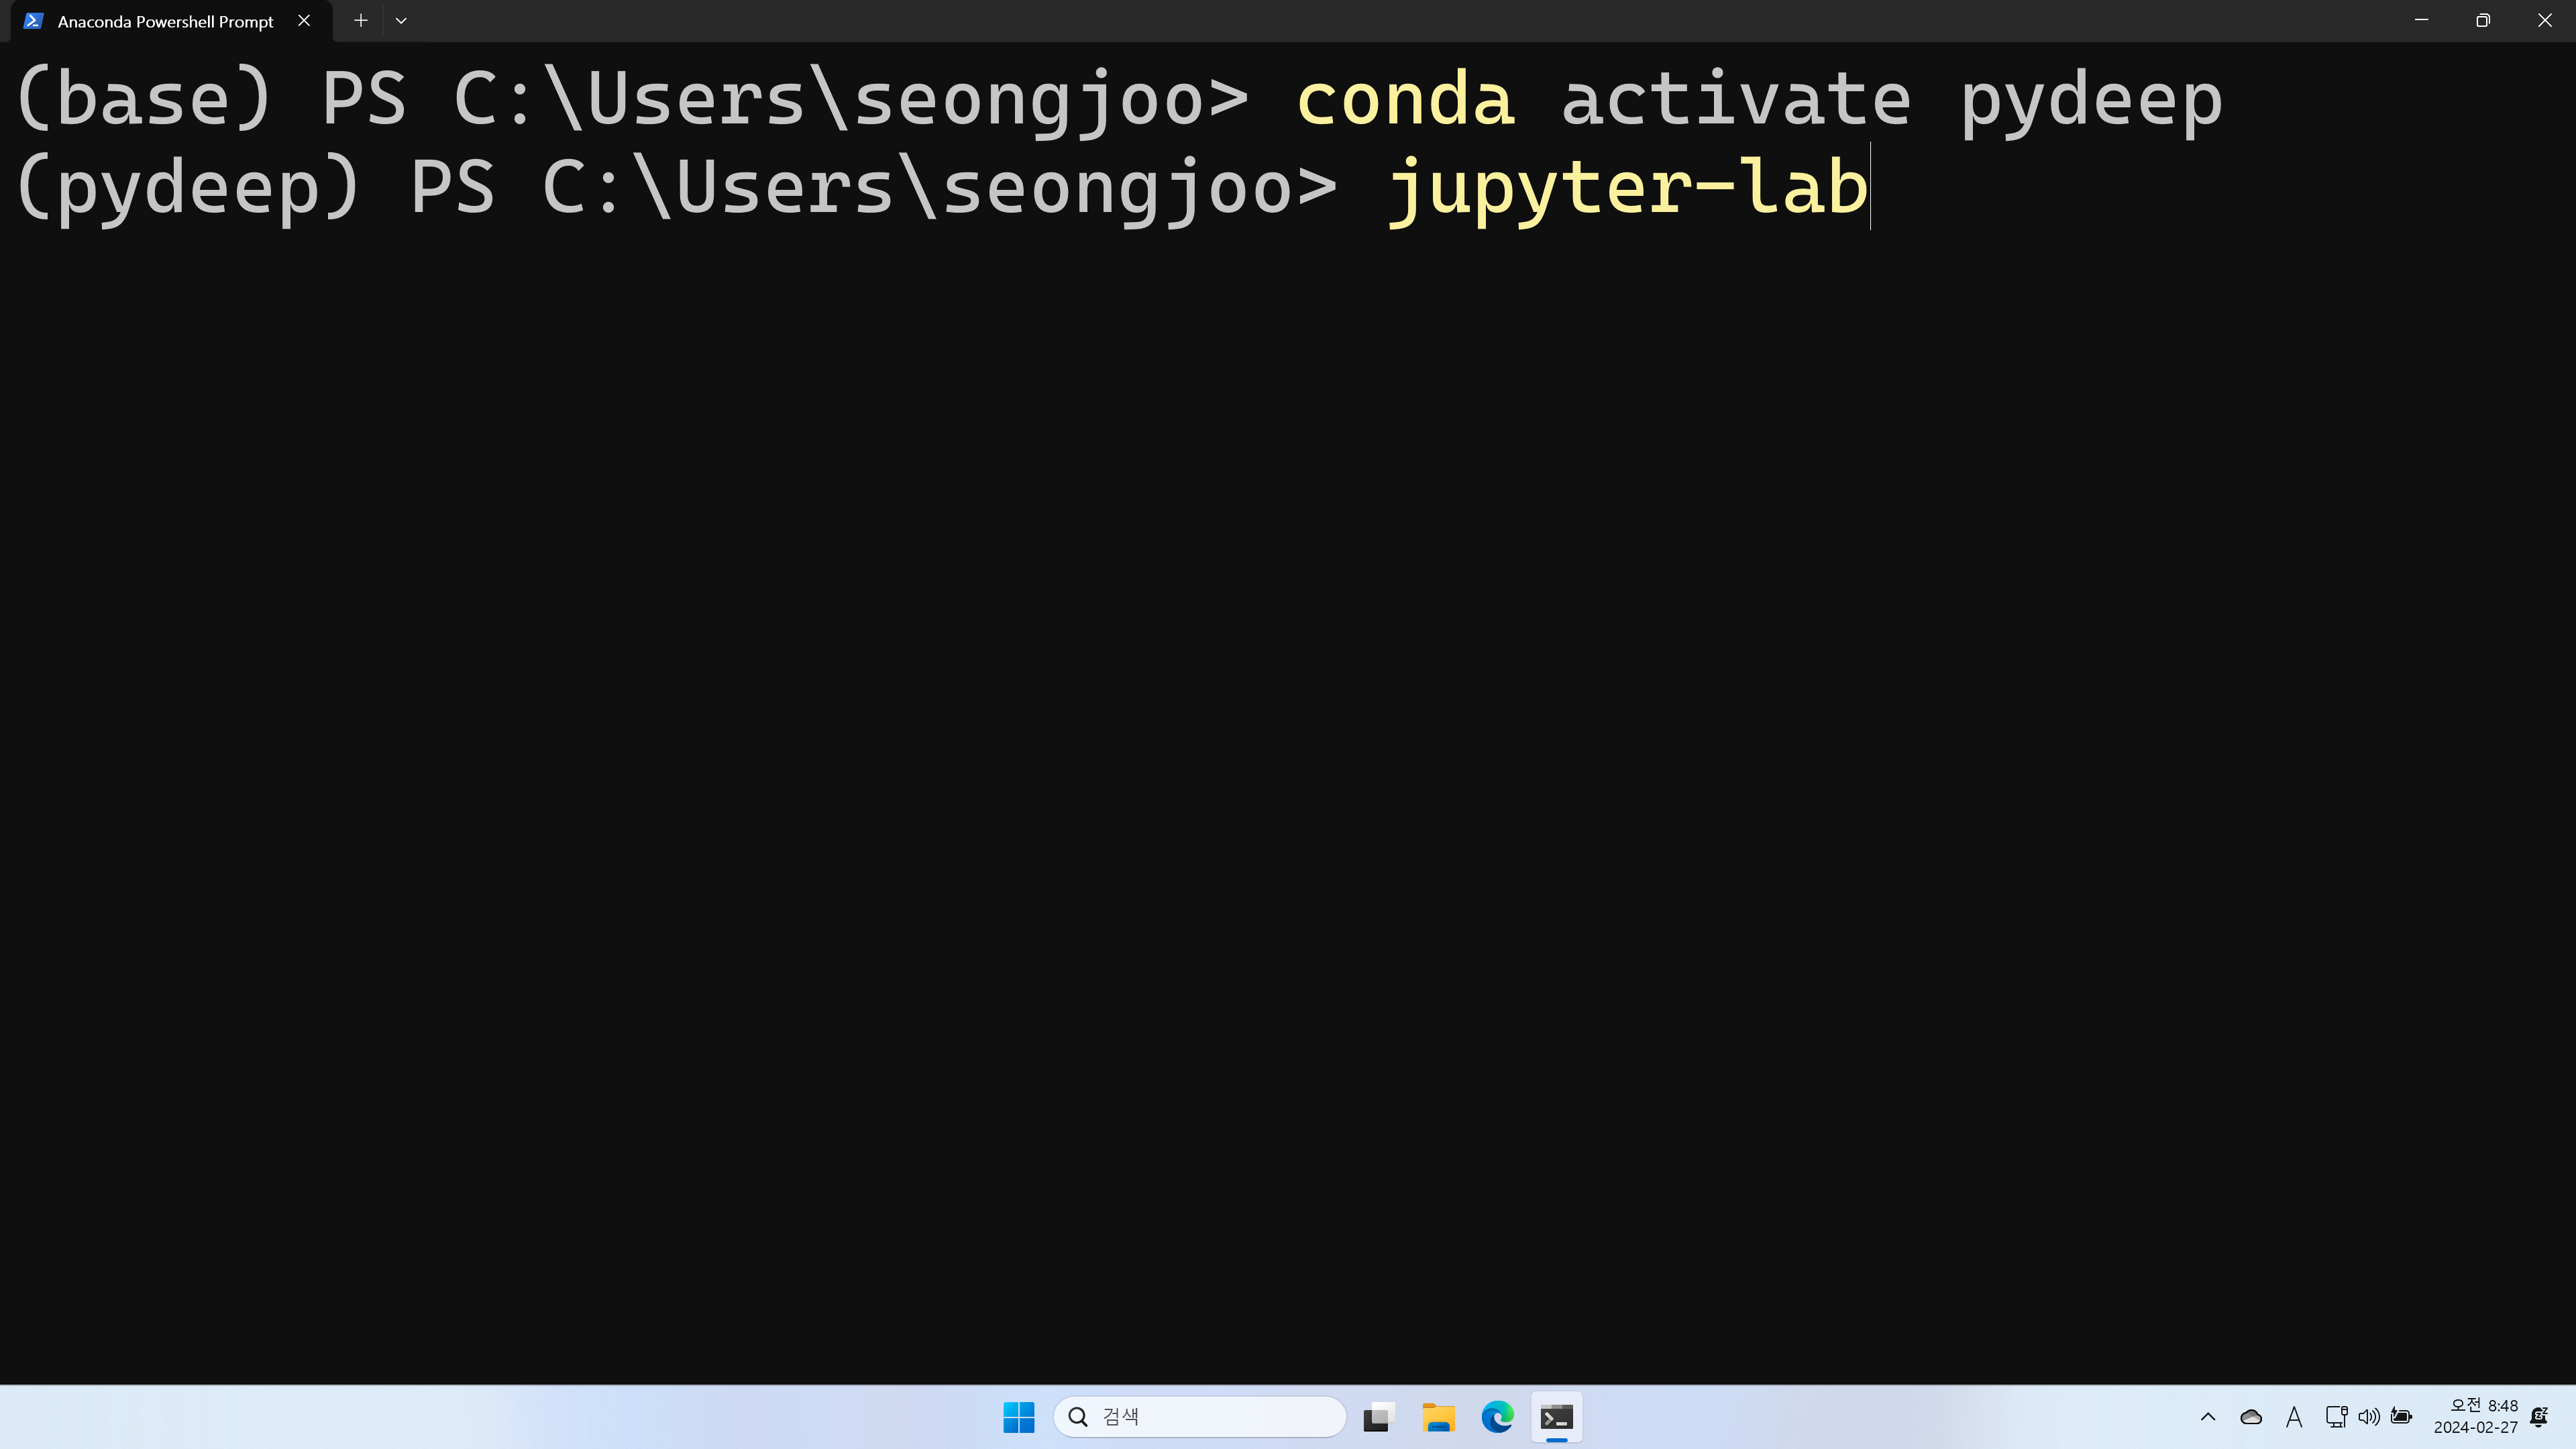 Anaconda Powershell Prompt
(base) PS C:\Users\seongjoo> conda activate pydeep
(pydeep) PS C:\Users\seongjoo> jupyter-lab
검색
A
오전 8:48
2024-02-27